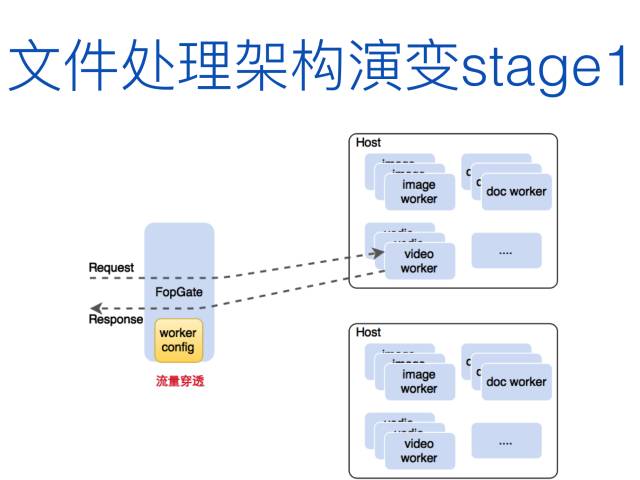 文件处理架构演变stage1
Host
image
worker
doc worker
video
worker
....
Request
FopGate
Response
worker
config
流量穿透
Host
image
worker
doc worker
video
worker
....